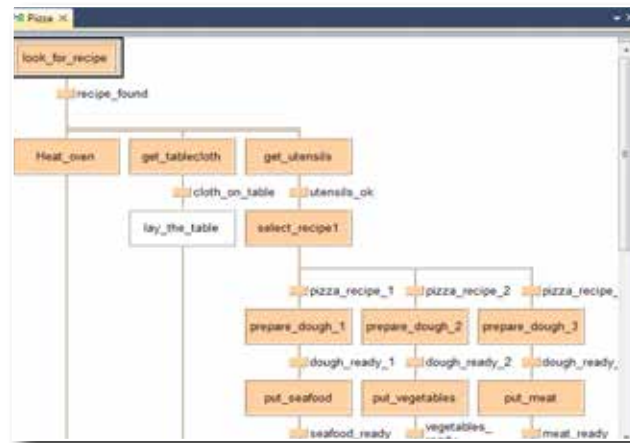 Pizza
look_for_recipe
recipe_found
Heat_oven get_tablecloth get_utensils
cloth_on_table utensils_ok
lay_the_table select_recipe1
pizza_recipe_1 pizza_recipe_2 pizza_recipe_
prepare_dough_1 prepare_dough_2 prepare_dough_3
dough_ready_1 dough_ready_2 dough_ready_
put_seafood put_vegetables put_meat
seafood_ready vegetables_ meat_ready